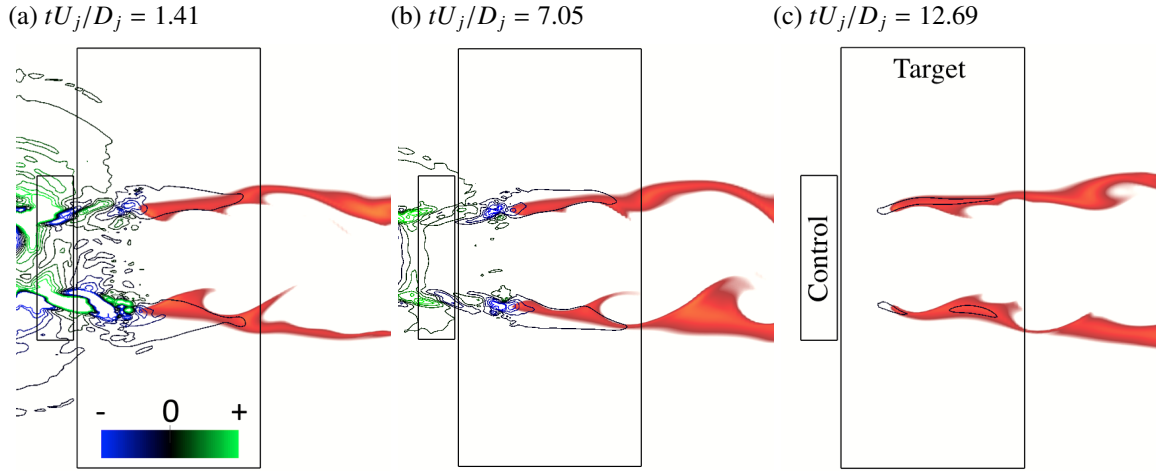 (a) tU_j/D_j = 1.41
(b) tU_j/D_j = 7.05
(c) tU_j/D_j = 12.69
Target
Control
- 0 +